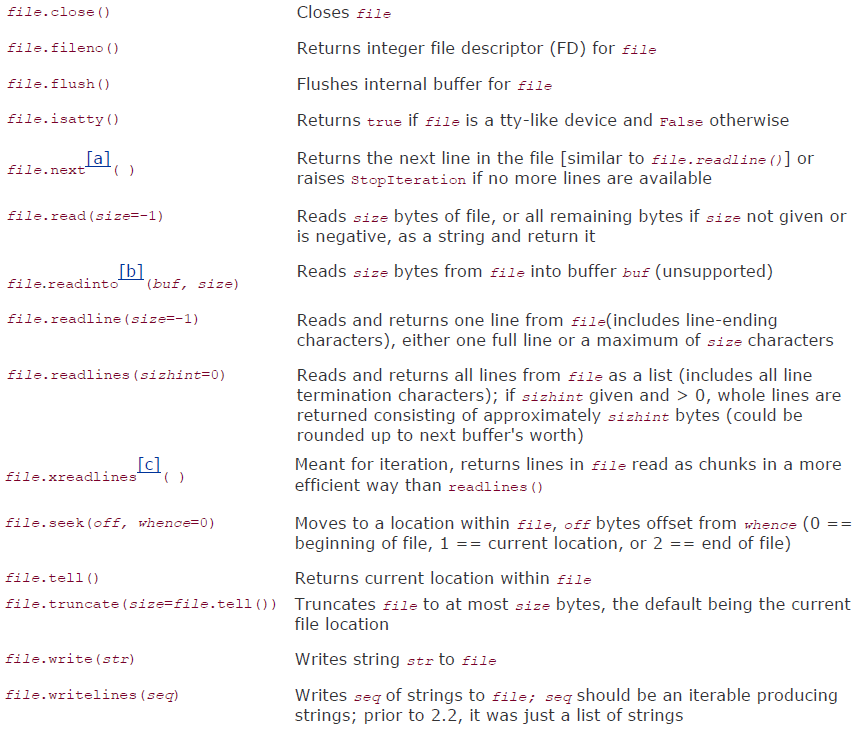 file.close() Closes file
file.fileno() Returns integer file descriptor (FD) for file
file.flush() Flushes internal buffer for file
file.isatty() Returns true if file is a tty-like device and False otherwise
file.next[a]( ) Returns the next line in the file [similar to file.readline()] or
raises StopIteration if no more lines are available
file.read(size=-1) Reads size bytes of file, or all remaining bytes if size not given or
is negative, as a string and return it
file.readinto[b](buf, size) Reads size bytes from file into buffer buf (unsupported)
file.readline(size=-1) Reads and returns one line from file(includes line-ending
characters), either one full line or a maximum of size characters
file.readlines(sizhint=0) Reads and returns all lines from file as a list (includes all line
termination characters); if sizhint given and > 0, whole lines are
returned consisting of approximately sizhint bytes (could be
rounded up to next buffer's worth)
file.xreadlines[c]( ) Meant for iteration, returns lines in file read as chunks in a more
efficient way than readlines()
file.seek(off, whence=0) Moves to a location within file, off bytes offset from whence (0 ==
beginning of file, 1 == current location, or 2 == end of file)
file.tell() Returns current location within file
file.truncate(size=file.tell()) Truncates file to at most size bytes, the default being the current
file location
file.write(str) Writes string str to file
file.writelines(seq) Writes seq of strings to file; seq should be an iterable producing
strings; prior to 2.2, it was just a list of strings